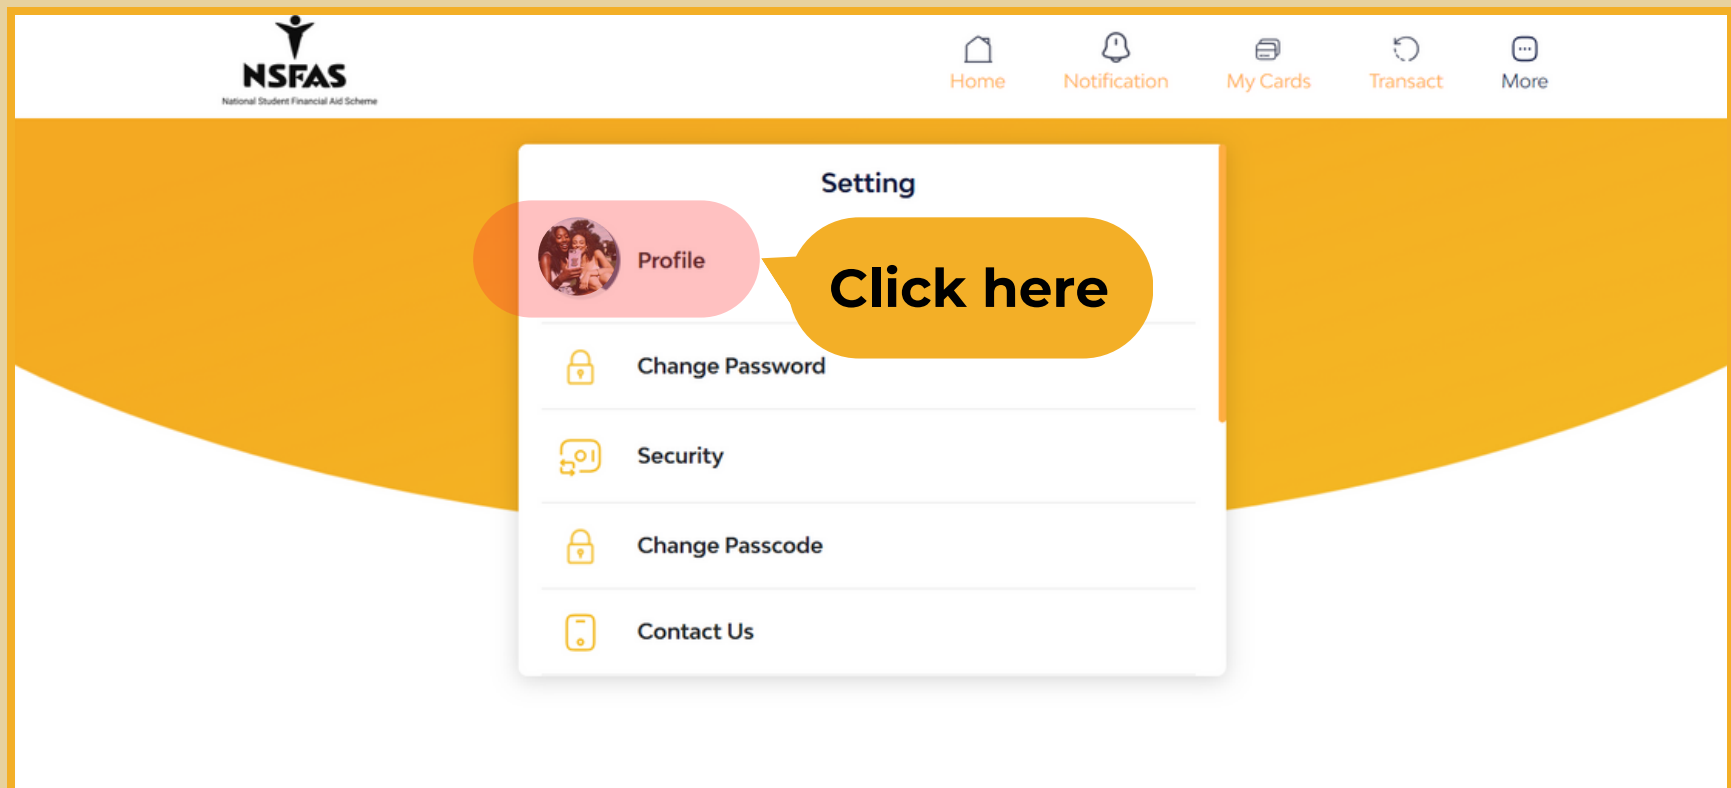 NSFAS
National Student Financial Aid Scheme
Home
Notification
My Cards
Transact
More
Setting
Profile
Click here
Change Password
Security
Change Passcode
Contact Us